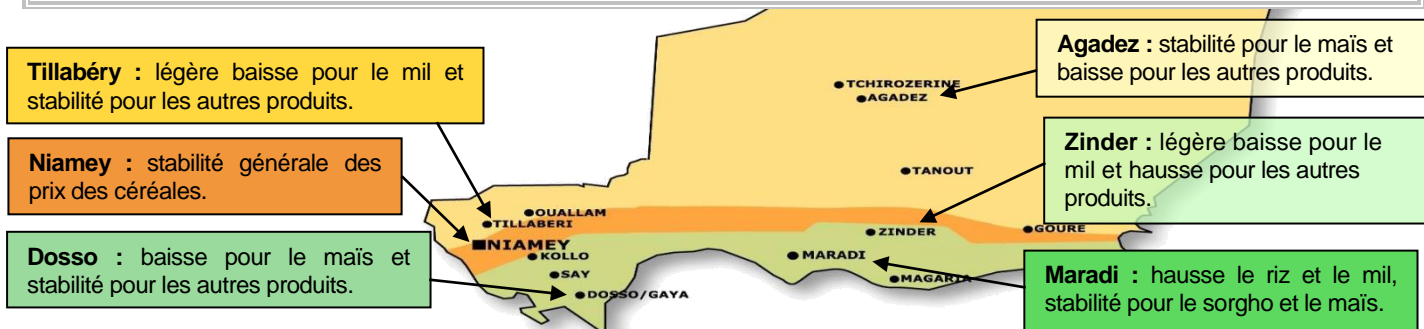 Tillabéry : légère baisse pour le mil et
stabilité pour les autres produits.
Niamey : stabilité générale des
prix des céréales.
Dosso : baisse pour le maïs et
stabilité pour les autres produits.
Agadez : stabilité pour le maïs et
baisse pour les autres produits.
Zinder : légère baisse pour le
mil et hausse pour les autres
produits.
Maradi : hausse le riz et le mil,
stabilité pour le sorgho et le maïs.
TCHIROZERINE
AGADEZ
TANOUT
OUALLAM
TILLABERI
NIAMEY
KOLLO
SAY
DOSSO/GAYA
ZINDER
GOURE
MARADI
MAGARIA